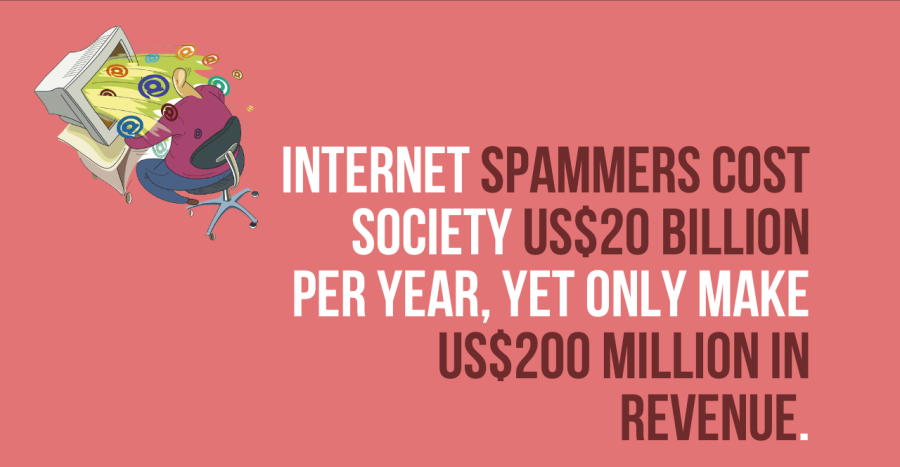 INTERNET SPAMMERS COST
SOCIETY US$20 BILLION
PER YEAR, YET ONLY MAKE
US$200 MILLION IN
REVENUE.